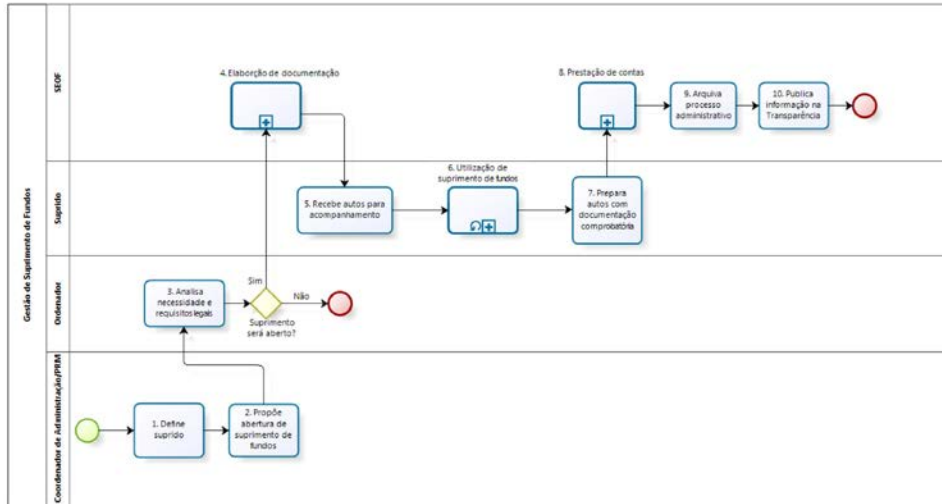 Gestão de Suprimento de Fundos
SEOF
4. Elaborção de documentação
8. Prestação de contas
9. Arquiva
processo
administrativo
10. Publica
informação na
Transparência
Suprido
5. Recebe autos para
acompanhamento
6. Utilização de
suprimento de fundos
7. Prepara
autos com
documentação
comprobatória
Ordenador
3. Analisa
necessidade e
requisitos legais
Sim
Não
Suprimento
será aberto?
Coordenador de Administração/PRM
1. Define
suprido
2. Propõe
abertura de
suprimento de
fundos